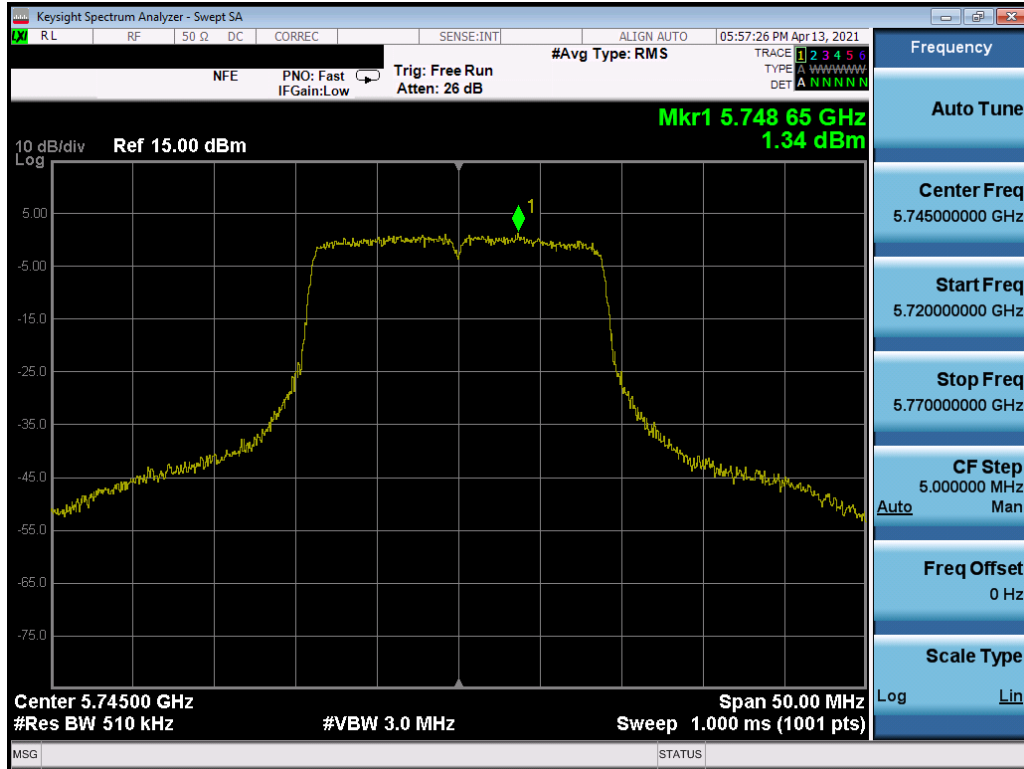 Keysight Spectrum Analyzer - Swept SA
LXI RL RF 50 Ω DC CORREC SENSE:INT ALIGN AUTO 05:57:26 PM Apr 13, 2021
NFE PNO: Fast Trig: Free Run #Avg Type: RMS TRACE 1 2 3 4 5 6
IFGain:Low Atten: 26 dB TYPE A WWWWW
DET A N N N N N
Mkr1 5.748 65 GHz
1.34 dBm
10 dB/div Ref 15.00 dBm
Log
1
5.00
-5.00
-15.0
-25.0
-35.0
-45.0
-55.0
-65.0
-75.0
Center 5.74500 GHz Span 50.00 MHz
#Res BW 510 kHz #VBW 3.0 MHz Sweep 1.000 ms (1001 pts)
MSG STATUS
Frequency
Auto Tune
Center Freq
5.745000000 GHz
Start Freq
5.720000000 GHz
Stop Freq
5.770000000 GHz
CF Step
5.000000 MHz
Auto Man
Freq Offset
0 Hz
Scale Type
Log Lin